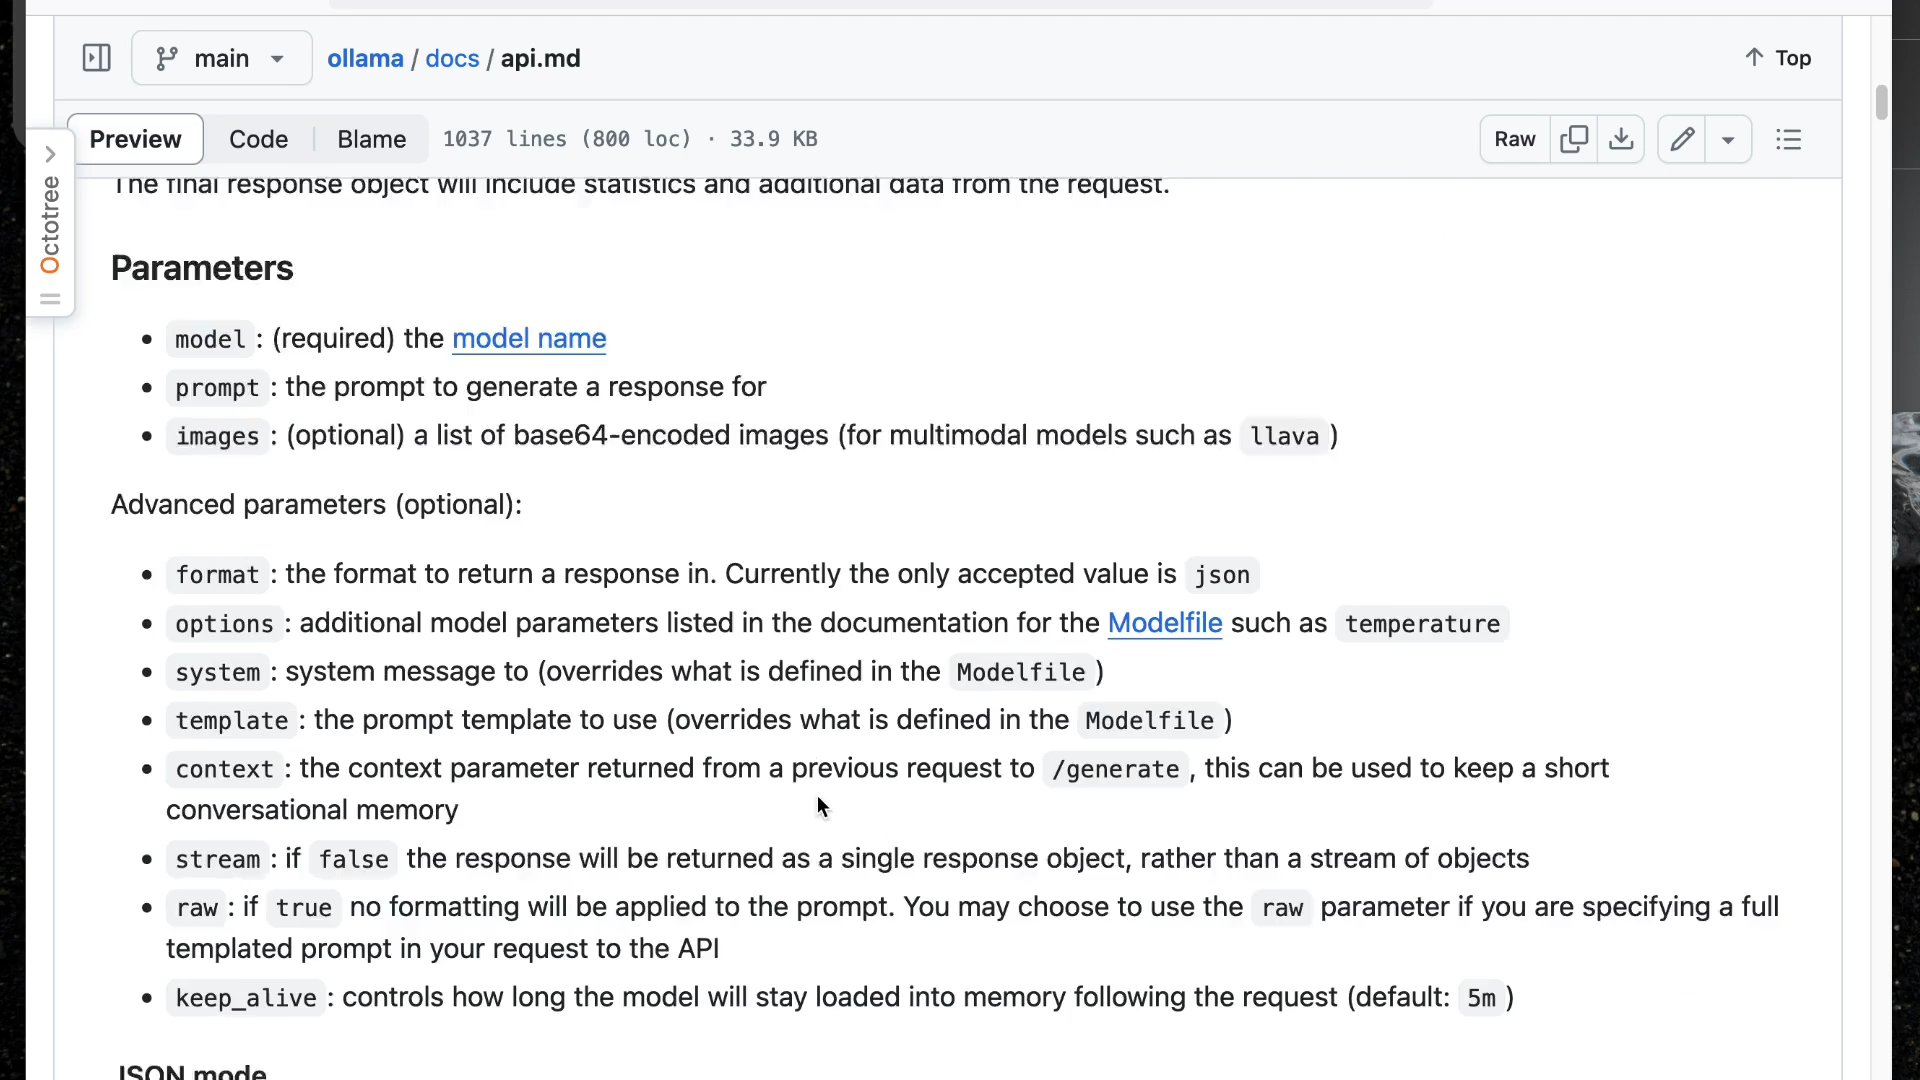 main
ollama / docs / api.md
Top
Preview
Code
Blame
1037 lines (800 loc) · 33.9 KB
Raw
Octotree
The final response object will include statistics and additional data from the request.
Parameters
• model : (required) the model name
• prompt : the prompt to generate a response for
• images : (optional) a list of base64-encoded images (for multimodal models such as llava )
Advanced parameters (optional):
• format : the format to return a response in. Currently the only accepted value is json
• options : additional model parameters listed in the documentation for the Modelfile such as temperature
• system : system message to (overrides what is defined in the Modelfile )
• template : the prompt template to use (overrides what is defined in the Modelfile )
• context : the context parameter returned from a previous request to /generate , this can be used to keep a short
conversational memory
• stream : if false the response will be returned as a single response object, rather than a stream of objects
• raw : if true no formatting will be applied to the prompt. You may choose to use the raw parameter if you are specifying a full
templated prompt in your request to the API
• keep_alive : controls how long the model will stay loaded into memory following the request (default: 5m )
JSON mode